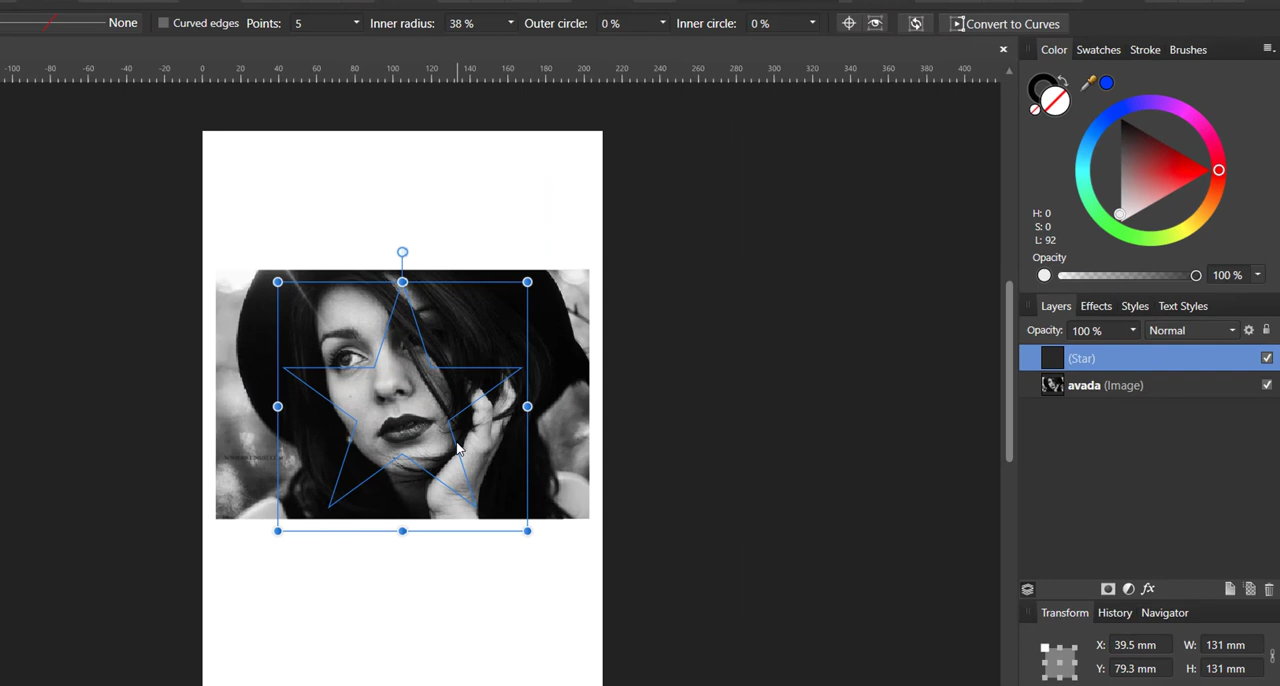 None Curved edges Points: 5 Inner radius: 38 % Outer circle: 0 % Inner circle: 0 % Convert to Curves
Color Swatches Stroke Brushes
-100 -80 -60 -40 -20 0 20 40 60 80 100 120 140 160 180 200 220 240 260 280 300 320 340 360 380 400
H: 0
S: 0
L: 92
Opacity
100 %
Layers Effects Styles Text Styles
Opacity: 100 % Normal
(Star)
avada (Image)
fx
Transform History Navigator
X: 39.5 mm W: 131 mm
Y: 79.3 mm H: 131 mm